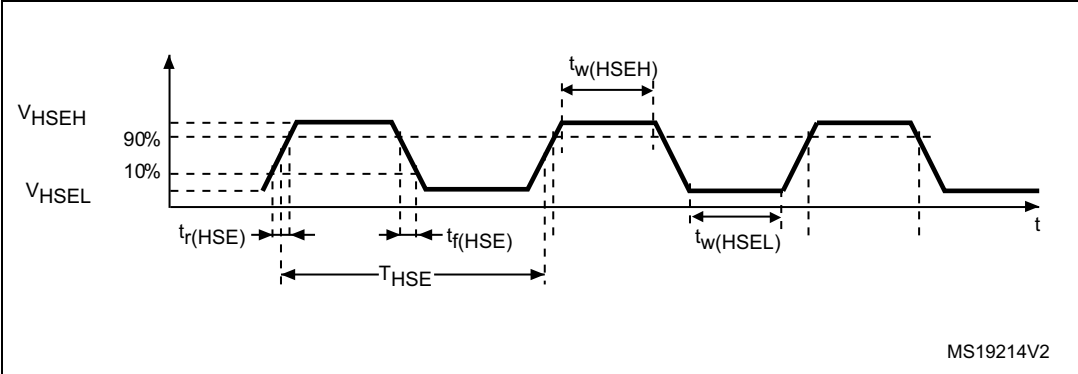 tw(HSEH)
VHSEH
90%
10%
VHSEL
tr(HSE)
tf(HSE)
tw(HSEL)
t
THSE
MS19214V2